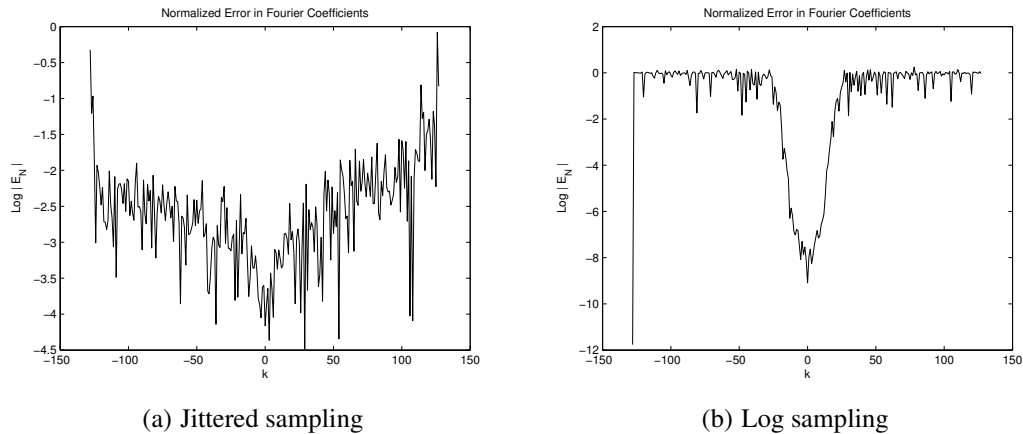 Normalized Error in Fourier Coefficients
0
−0.5
−1
−1.5
−2
−2.5
−3
−3.5
−4
−4.5
Log | E_N |
−150 −100 −50 0 50 100 150
k
(a) Jittered sampling
Normalized Error in Fourier Coefficients
2
0
−2
−4
−6
−8
−10
−12
Log | E_N |
−150 −100 −50 0 50 100 150
k
(b) Log sampling